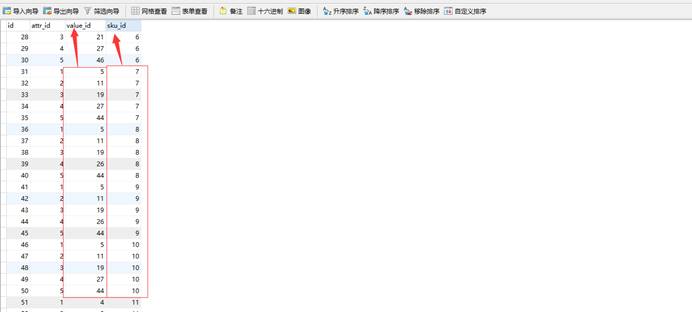 导入向导 导出向导 筛选向导 网格查看 表单查看 备注 十六进制 图像 升序排序 降序排序 移除排序 自定义排序
id attr_id value_id sku_id
28 3 21 6
29 4 27 6
30 5 46 6
31 1 5 7
32 2 11 7
33 3 19 7
34 4 27 7
35 5 44 7
36 1 5 8
37 2 11 8
38 3 19 8
39 4 26 8
40 5 44 8
41 1 5 9
42 2 11 9
43 3 19 9
44 4 26 9
45 5 44 9
46 1 5 10
47 2 11 10
48 3 19 10
49 4 27 10
50 5 44 10
51 1 4 11